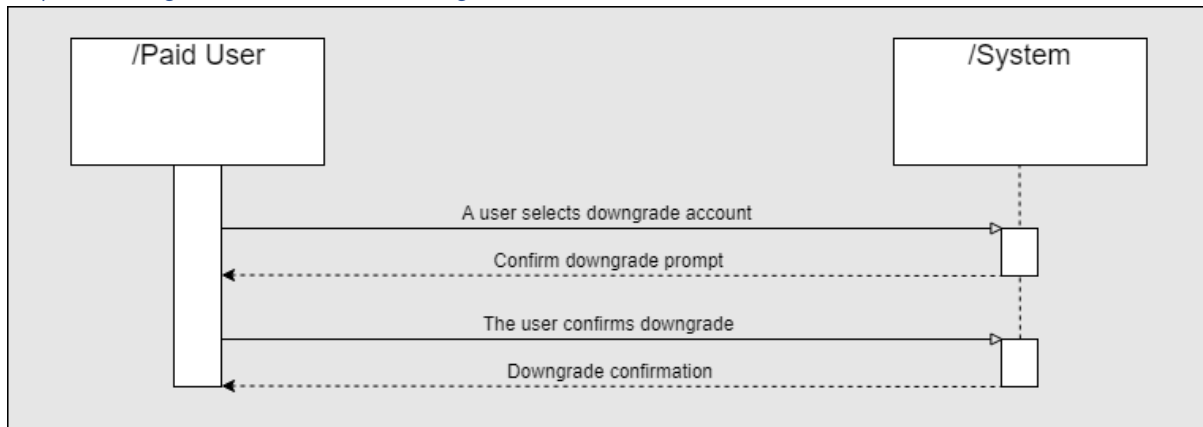 /Paid User
/System
A user selects downgrade account
Confirm downgrade prompt
The user confirms downgrade
Downgrade confirmation